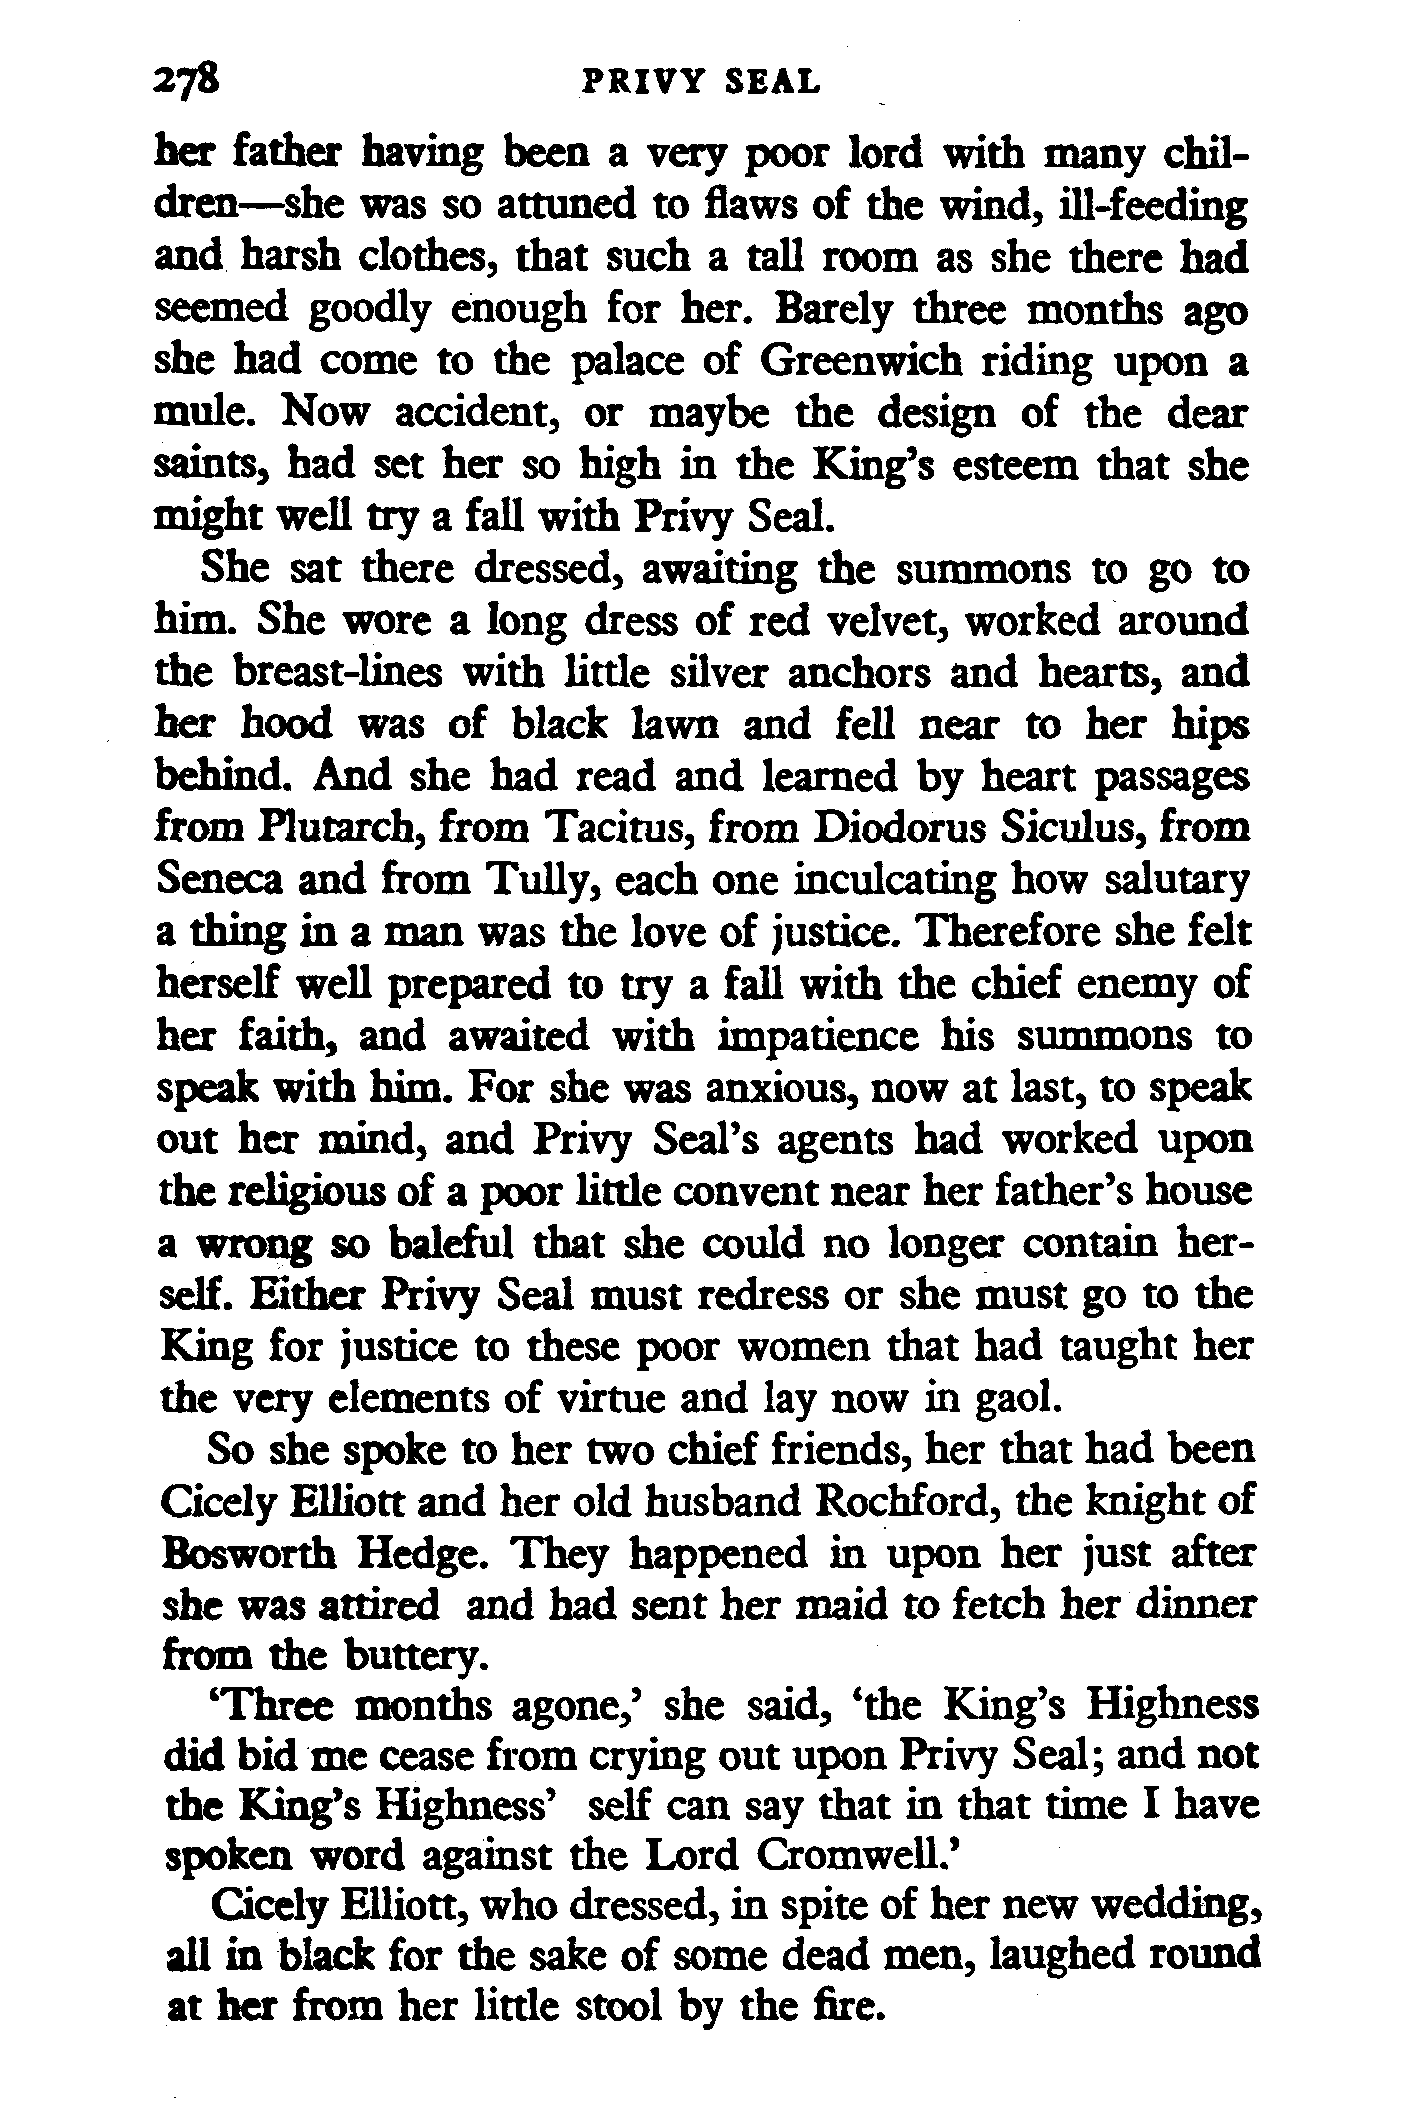 278 PRIVY SEAL
her father having been a very poor lord with many chil-
dren—she was so attuned to flaws of the wind, ill-feeding
and harsh clothes, that such a tall room as she there had
seemed goodly enough for her. Barely three months ago
she had come to the palace of Greenwich riding upon a
mule. Now accident, or maybe the design of the dear
saints, had set her so high in the King's esteem that she
might well try a fall with Privy Seal.
She sat there dressed, awaiting the summons to go to
him. She wore a long dress of red velvet, worked around
the breast-lines with little silver anchors and hearts, and
her hood was of black lawn and fell near to her hips
behind. And she had read and learned by heart passages
from Plutarch, from Tacitus, from Diodorus Siculus, from
Seneca and from Tully, each one inculcating how salutary
a thing in a man was the love of justice. Therefore she felt
herself well prepared to try a fall with the chief enemy of
her faith, and awaited with impatience his summons to
speak with him. For she was anxious, now at last, to speak
out her mind, and Privy Seal's agents had worked upon
the religious of a poor little convent near her father's house
a wrong so baleful that she could no longer contain her-
self. Either Privy Seal must redress or she must go to the
King for justice to these poor women that had taught her
the very elements of virtue and lay now in gaol.
So she spoke to her two chief friends, her that had been
Cicely Elliott and her old husband Rochford, the knight of
Bosworth Hedge. They happened in upon her just after
she was attired and had sent her maid to fetch her dinner
from the buttery.
‘Three months agone,’ she said, ‘the King's Highness
did bid me cease from crying out upon Privy Seal; and not
the King's Highness’ self can say that in that time I have
spoken word against the Lord Cromwell.’
Cicely Elliott, who dressed, in spite of her new wedding,
all in black for the sake of some dead men, laughed round
at her from her little stool by the fire.